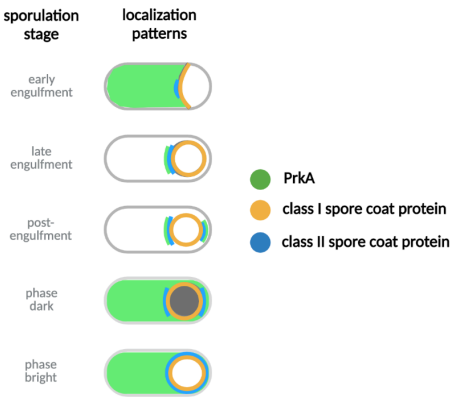 sporulation
stage
localization
patterns
early
engulfment
late
engulfment
post-
engulfment
phase
dark
phase
bright
PrkA
class I spore coat protein
class II spore coat protein